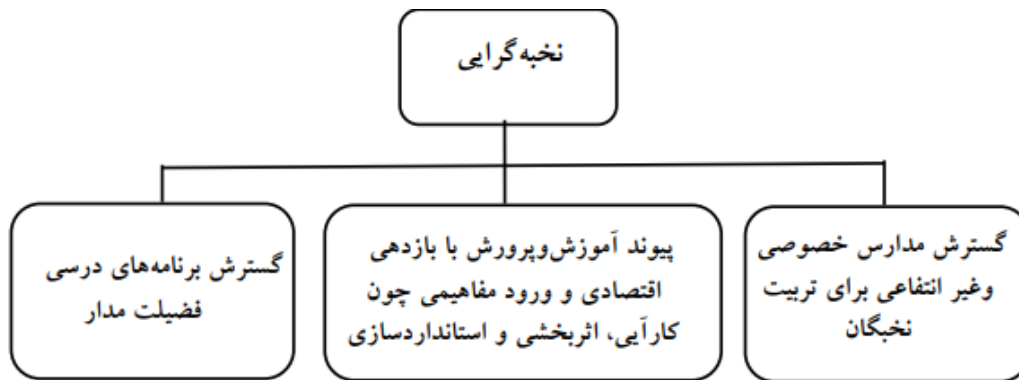 نخبه‌گرایی
گسترش مدارس خصوصی
وغیر انتفاعی برای تربیت
نخبگان
پیوند آموزش‌وپرورش با بازدهی
اقتصادی و ورود مفاهیمی چون
کارآیی، اثربخشی و استانداردسازی
گسترش برنامه‌های درسی
فضیلت مدار